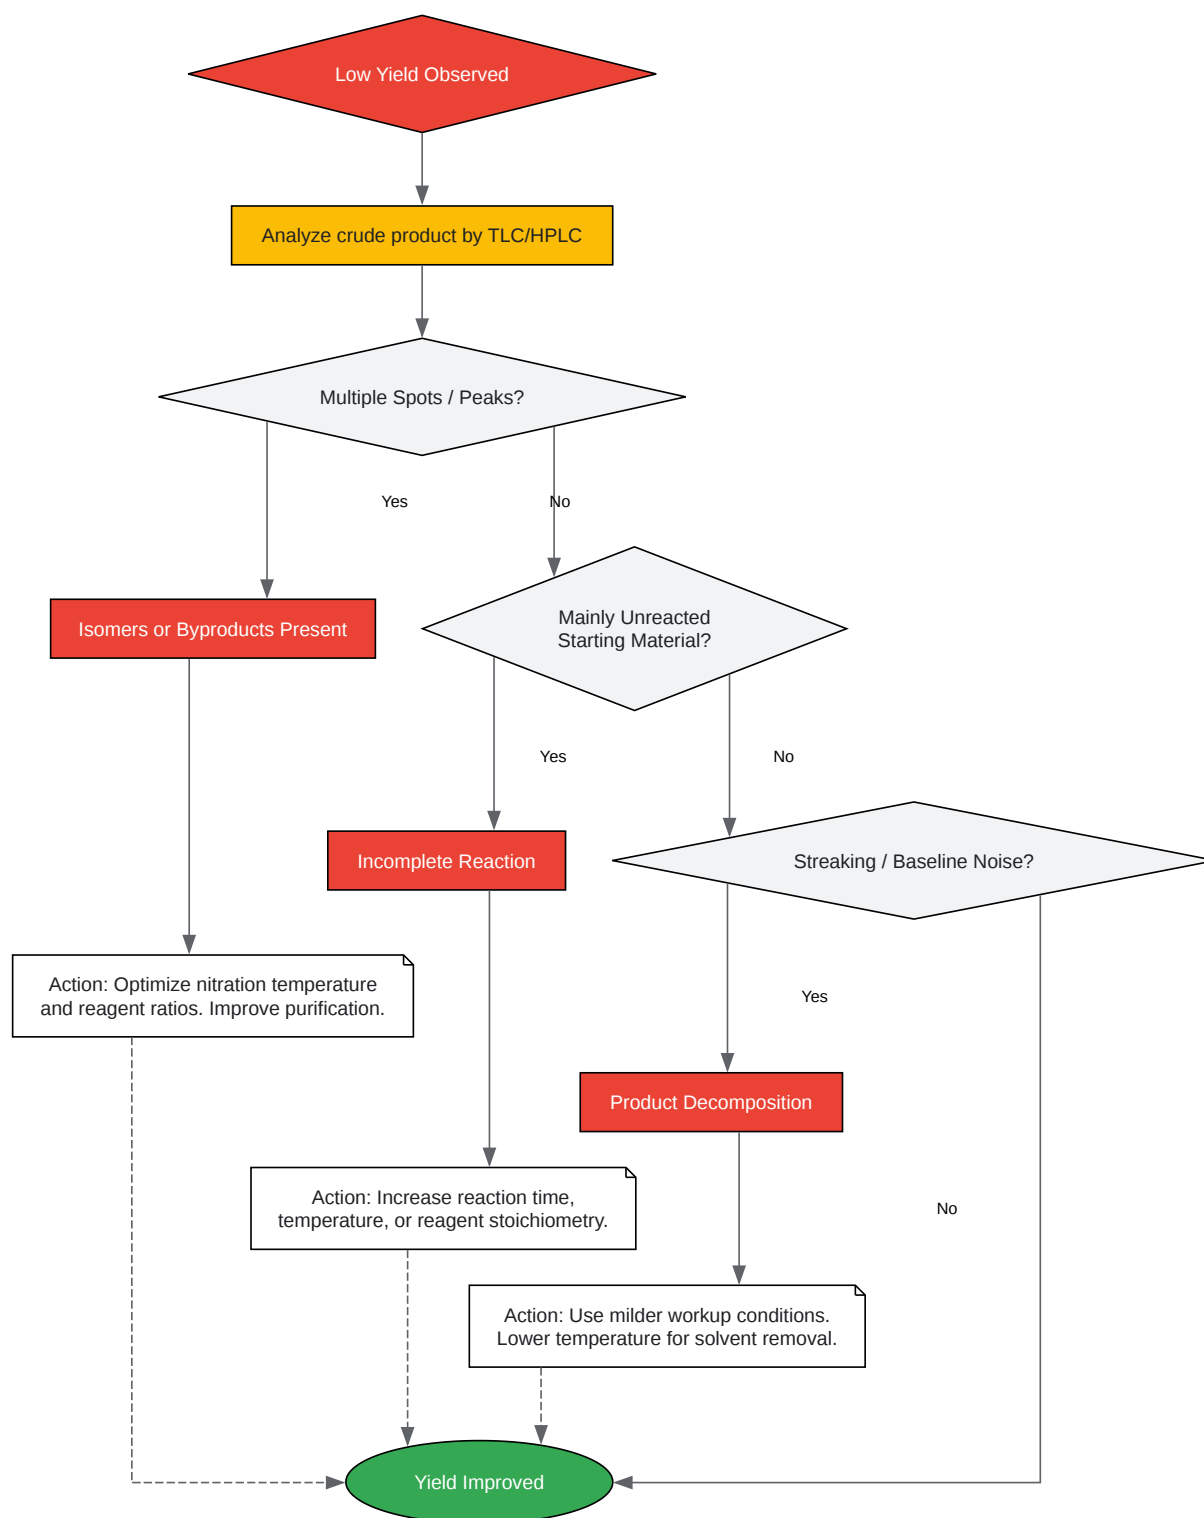 Low Yield Observed
Analyze crude product by TLC/HPLC
Multiple Spots / Peaks?
Yes
No
Isomers or Byproducts Present
Mainly Unreacted
Starting Material?
Yes
No
Incomplete Reaction
Streaking / Baseline Noise?
Action: Optimize nitration temperature
and reagent ratios. Improve purification.
Yes
Product Decomposition
Action: Increase reaction time,
temperature, or reagent stoichiometry.
No
Action: Use milder workup conditions.
Lower temperature for solvent removal.
Yield Improved